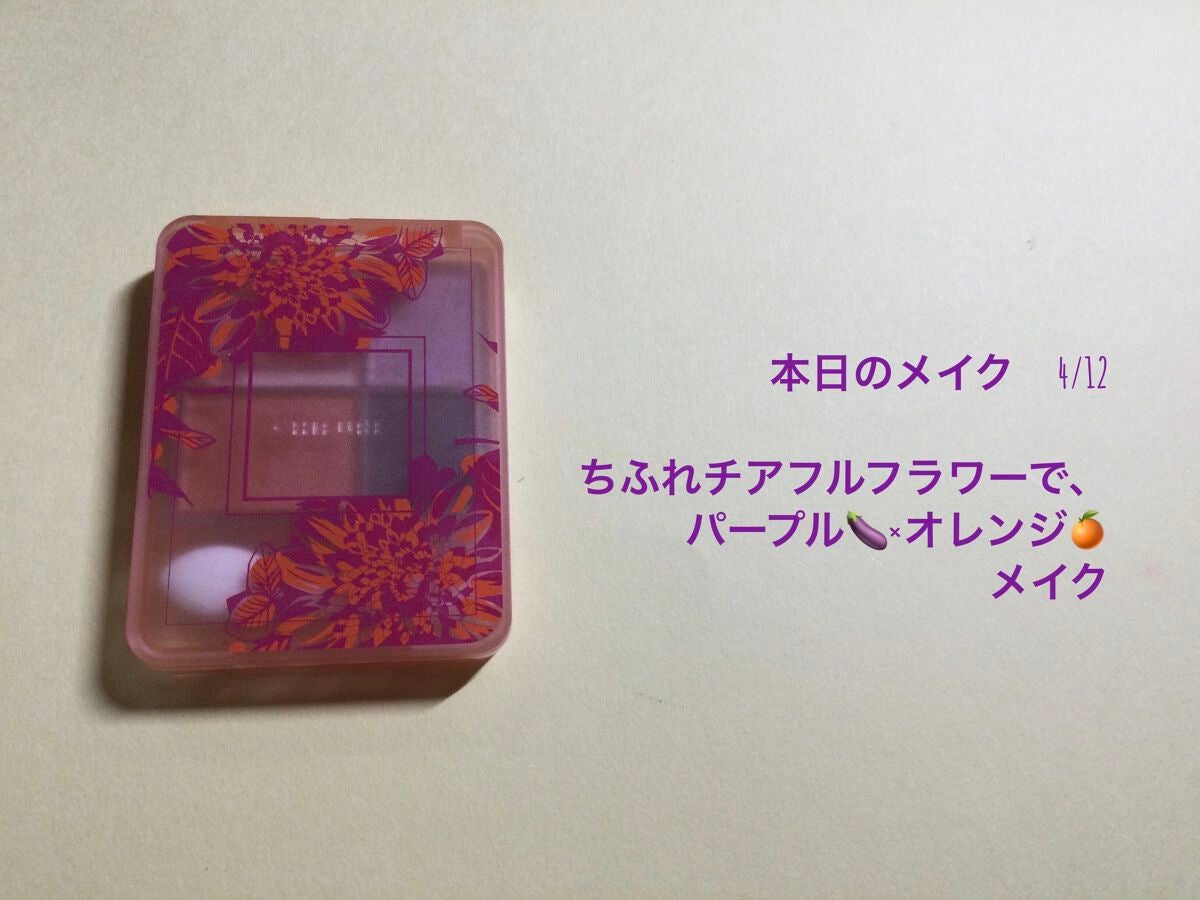 本日のメイク 4/12
ちふれチアフルフラワーで、
パープル🍆×オレンジ🍊
メイク